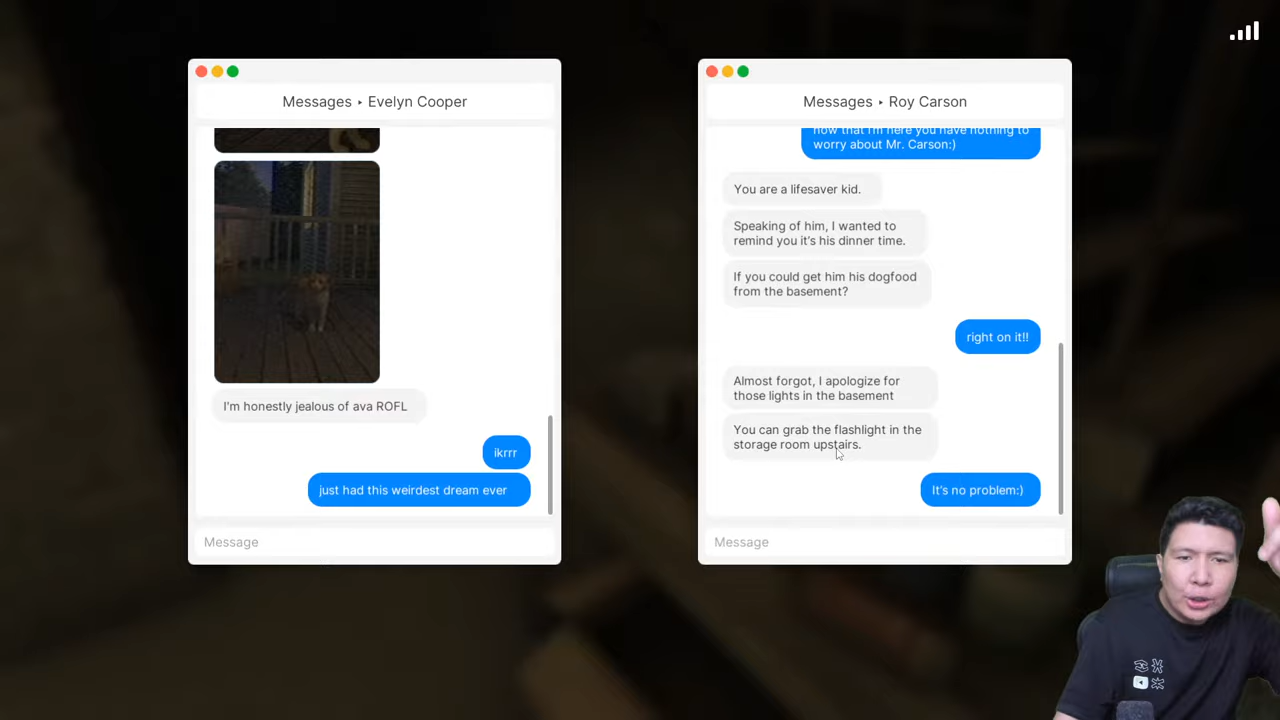 Messages ▸ Evelyn Cooper
I'm honestly jealous of ava ROFL
ikrrr
just had this weirdest dream ever
Message
Messages ▸ Roy Carson
now that I'm here you have nothing to
worry about Mr. Carson:)
You are a lifesaver kid.
Speaking of him, I wanted to
remind you it's his dinner time.
If you could get him his dogfood
from the basement?
right on it!!
Almost forgot, I apologize for
those lights in the basement
You can grab the flashlight in the
storage room upstairs.
It's no problem:)
Message